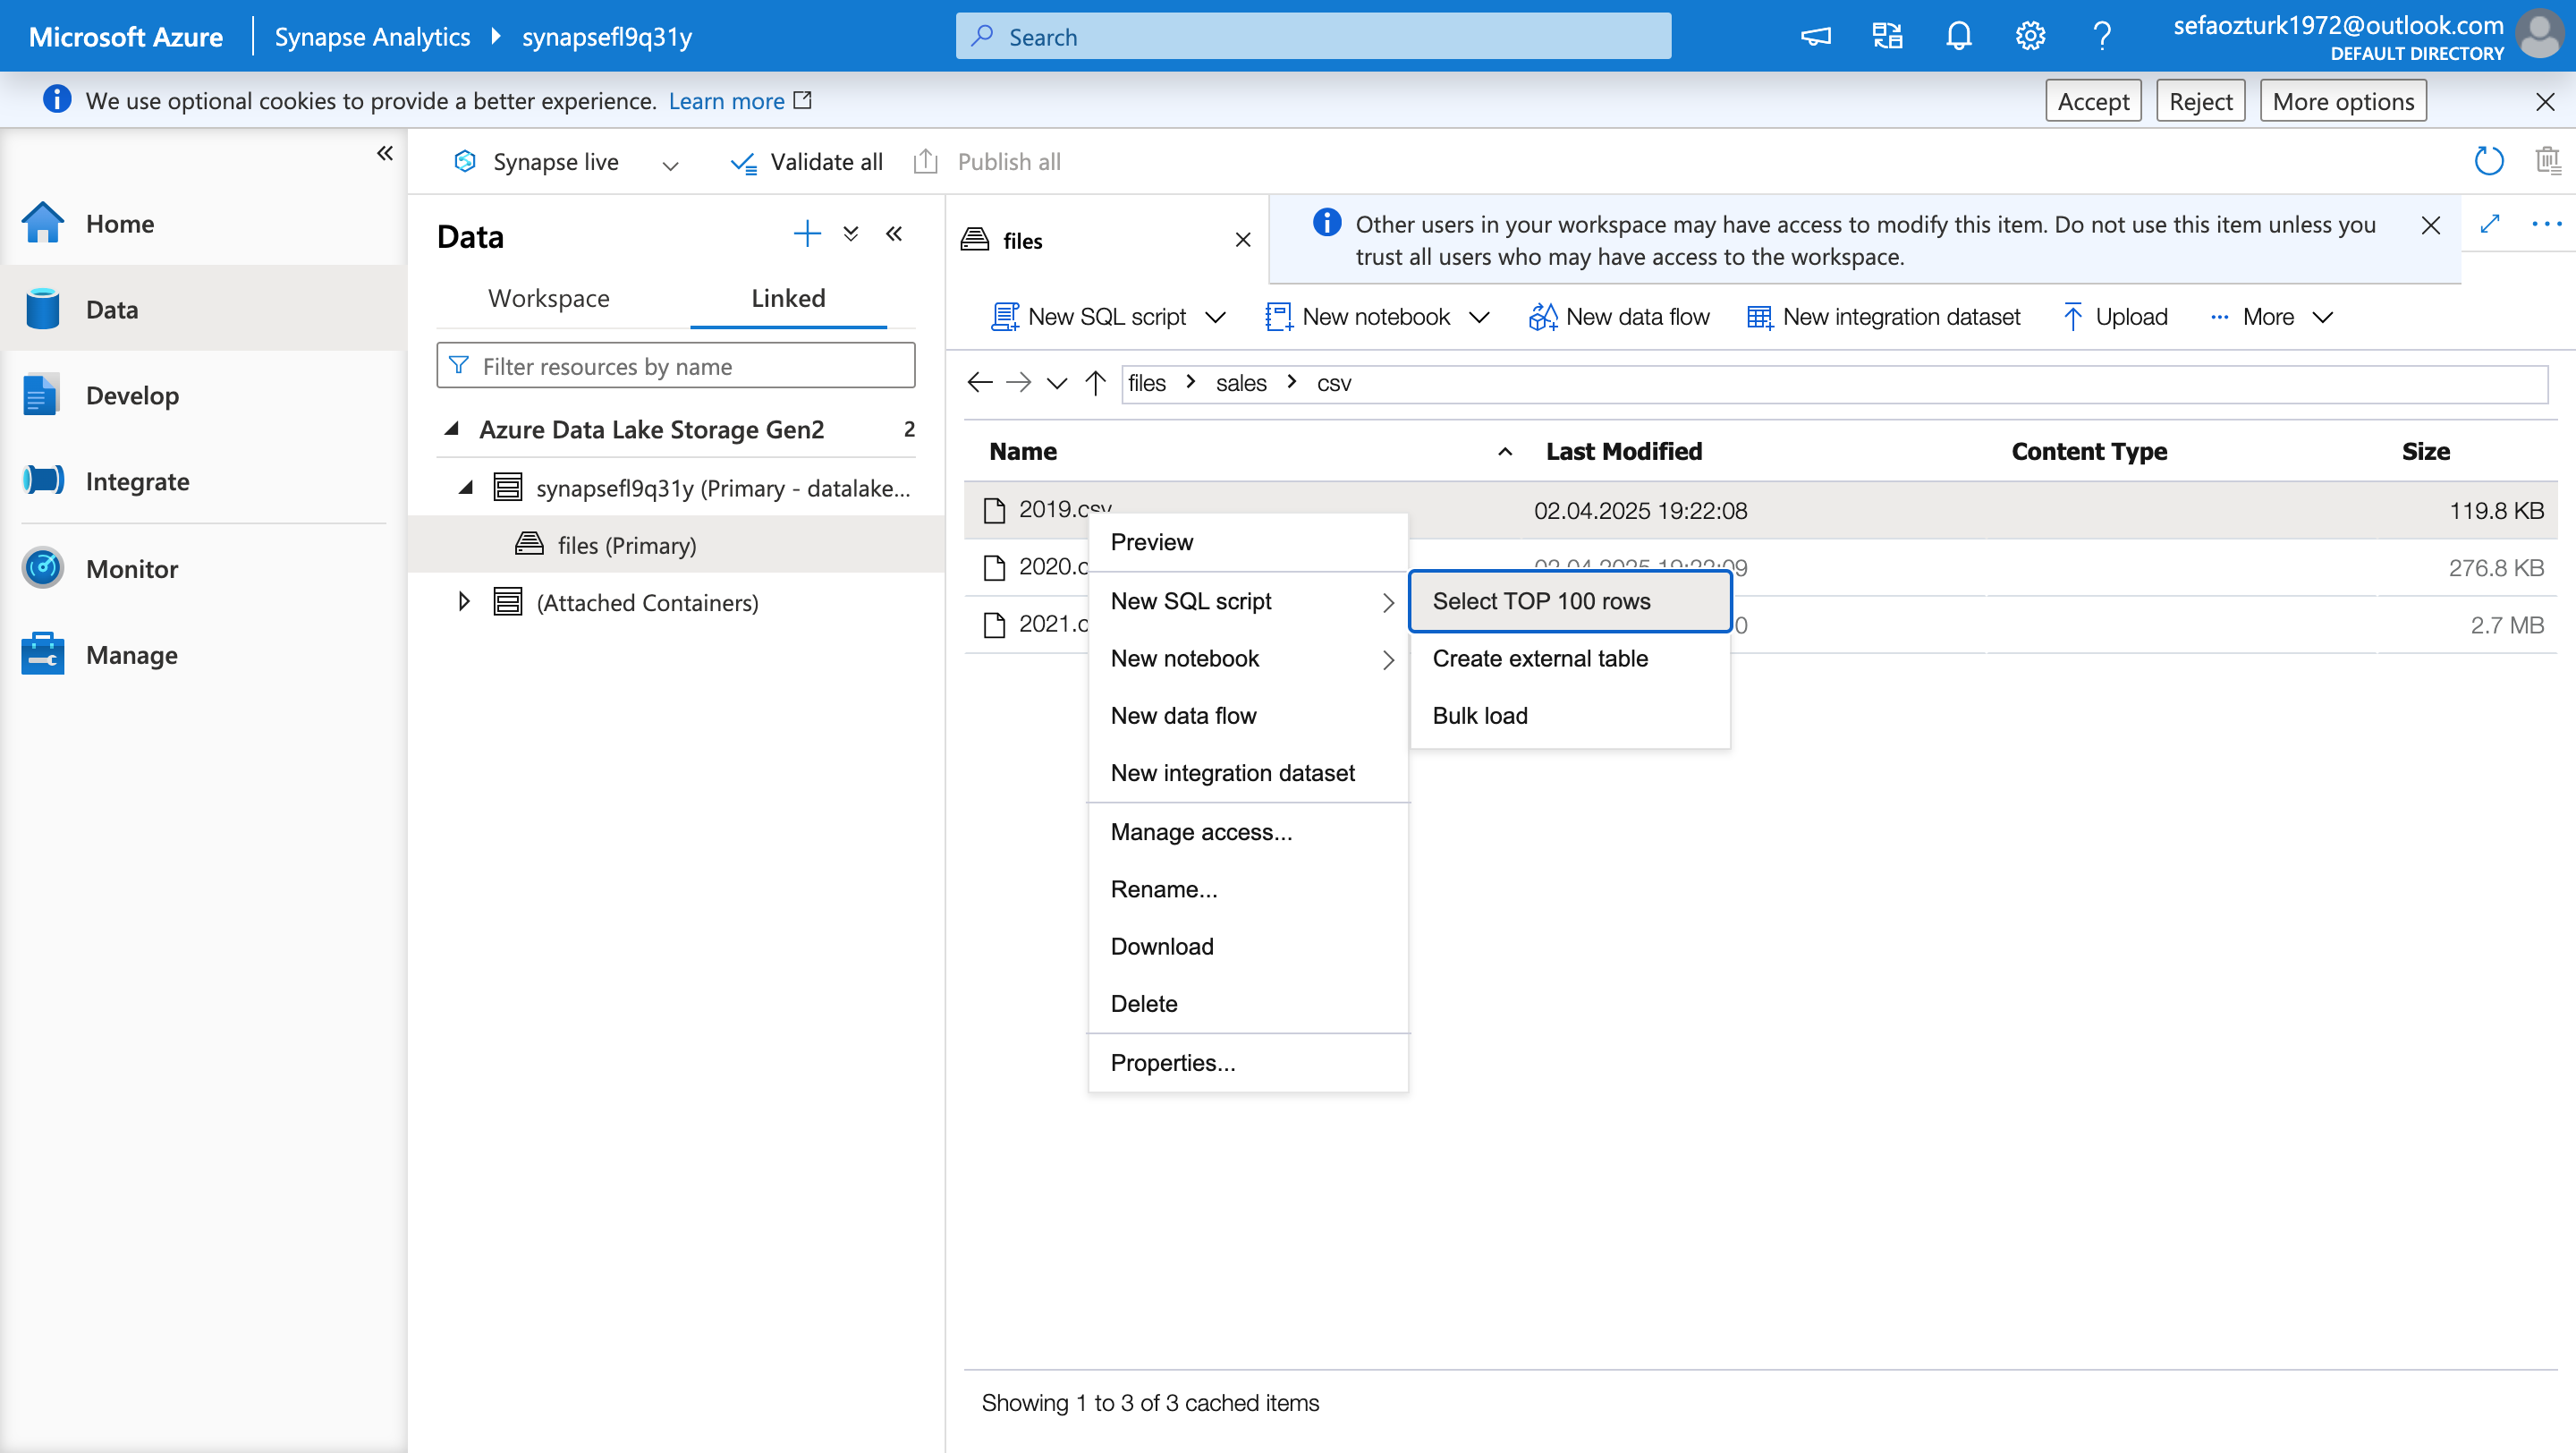 Microsoft Azure
Synapse Analytics
synapsefl9q31y
Search
sefaozturk1972@outlook.com
DEFAULT DIRECTORY
We use optional cookies to provide a better experience. Learn more
Accept
Reject
More options
Home
Data
Develop
Integrate
Monitor
Manage
Synapse live
Validate all
Publish all
Data
Workspace
Linked
Filter resources by name
Azure Data Lake Storage Gen2 2
synapsefl9q31y (Primary - datalake...
files (Primary)
(Attached Containers)
files
Other users in your workspace may have access to modify this item. Do not use this item unless you
trust all users who may have access to the workspace.
New SQL script
New notebook
New data flow
New integration dataset
Upload
More
files
sales
csv
Name
Last Modified
Content Type
Size
2019.csv 02.04.2025 19:22:08 119.8 KB
2020.c 02.04.2025 19:22:09 276.8 KB
2021.c 0 2.7 MB
Preview
New SQL script
New notebook
New data flow
New integration dataset
Manage access...
Rename...
Download
Delete
Properties...
Select TOP 100 rows
Create external table
Bulk load
Showing 1 to 3 of 3 cached items